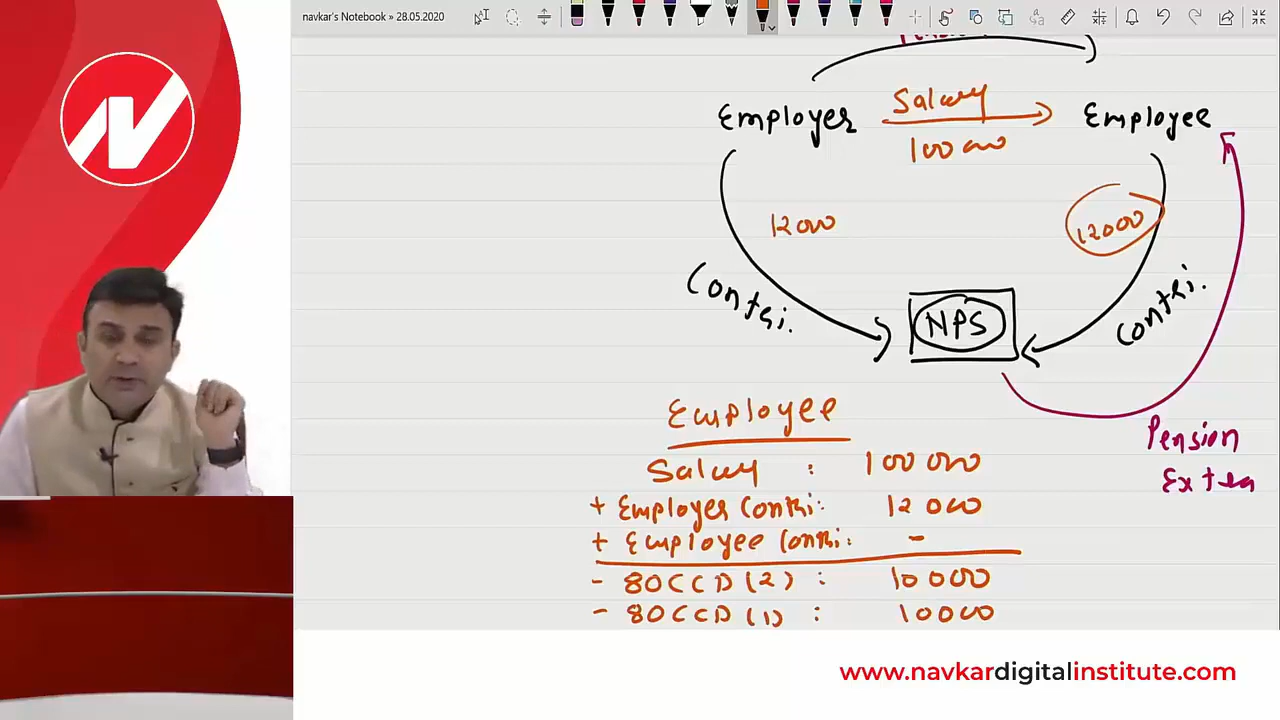 navkar's Notebook » 28.05.2020
Employer Salary Employee
100000
12000 12000
Contri. Contri.
NPS
Employee
Salary : 100000
+ Employer Contri: 12000
+ Employee Contri: -
- 80CCD (2) : 10000
- 80CCD (1) : 10000
Pension
Extra
www.navkardigitalinstitute.com